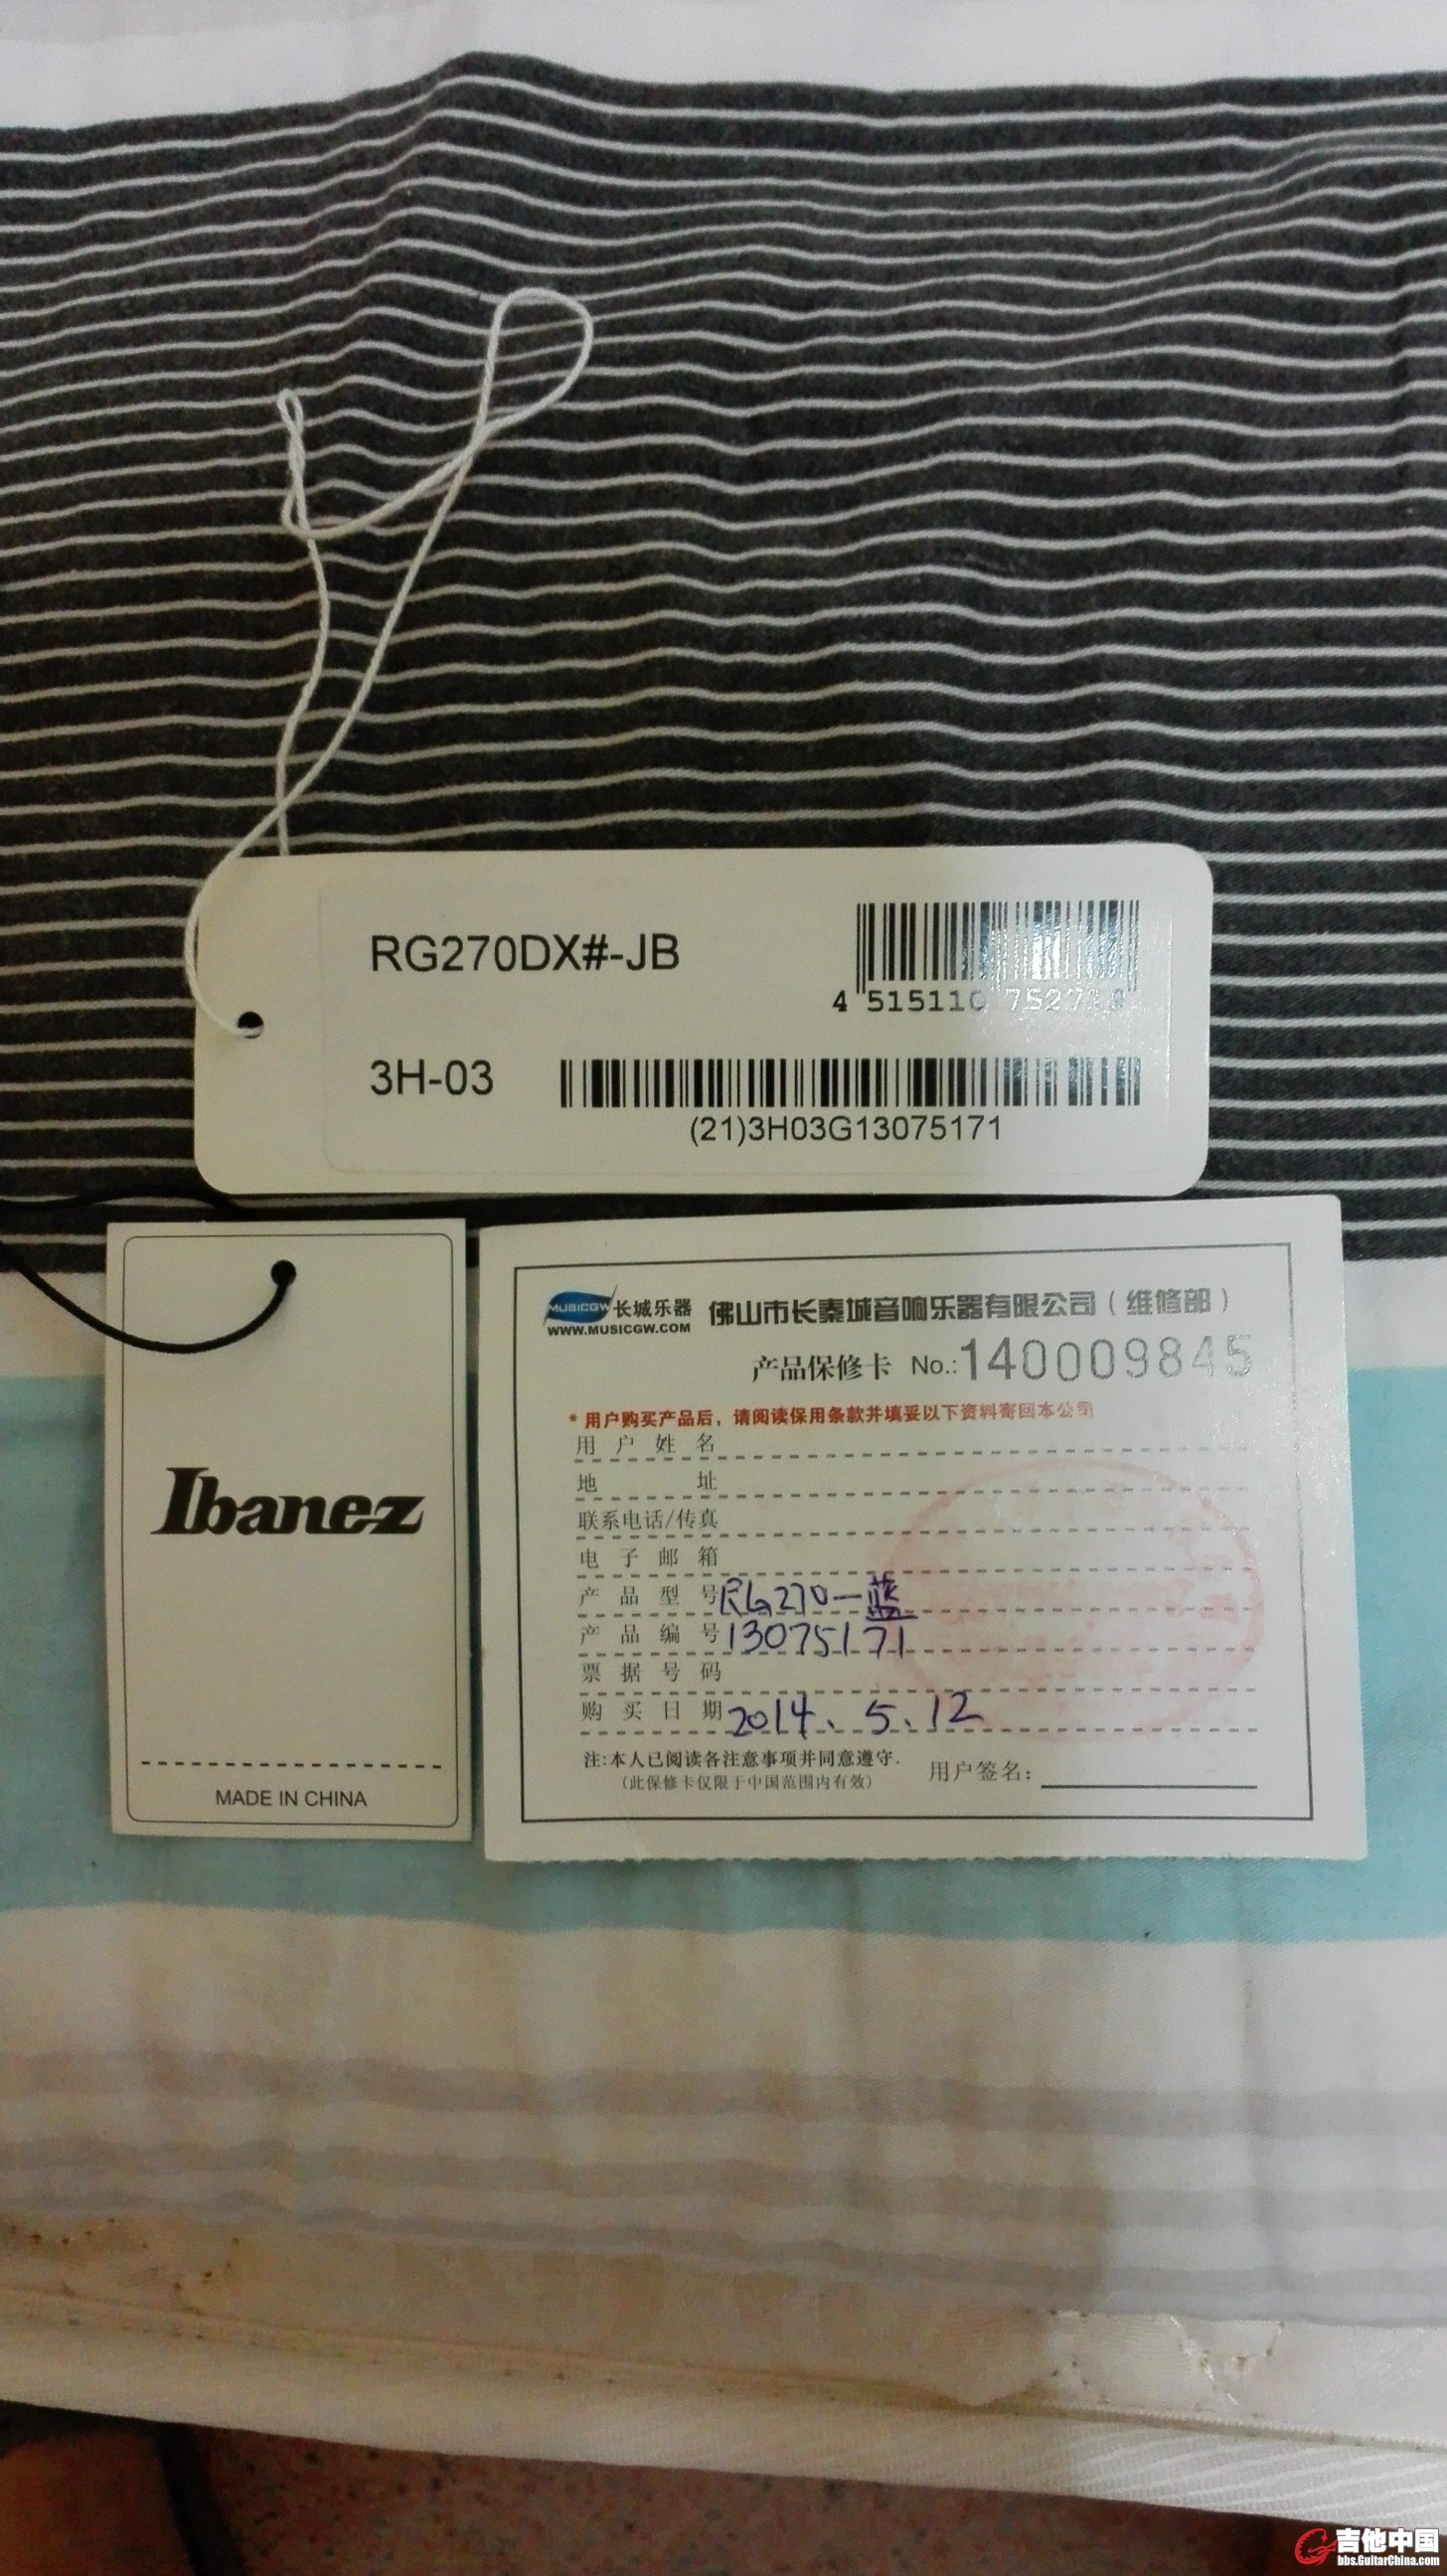 RG270DX#-JB
4 515110
3H-03
(21)3H03G13075171
Ibanez
MADE IN CHINA
MUSICGW 长城乐器
WWW.MUSICGW.COM
佛山市长秦城音响乐器有限公司（维修部）
产品保修卡 No.:140009845
* 用户购买产品后，请阅读保用条款并填妥以下资料寄回本公司
用户姓名
地址
联系电话/传真
电子邮箱
产品型号 RG270一蓝
产品编号 13075171
票据号码
购买日期 2014、5、12
注:本人已阅读各注意事项并同意遵守.
（此保修卡仅限于中国范围内有效）
用户签名:
吉他中国
bbs.GuitarChina.com